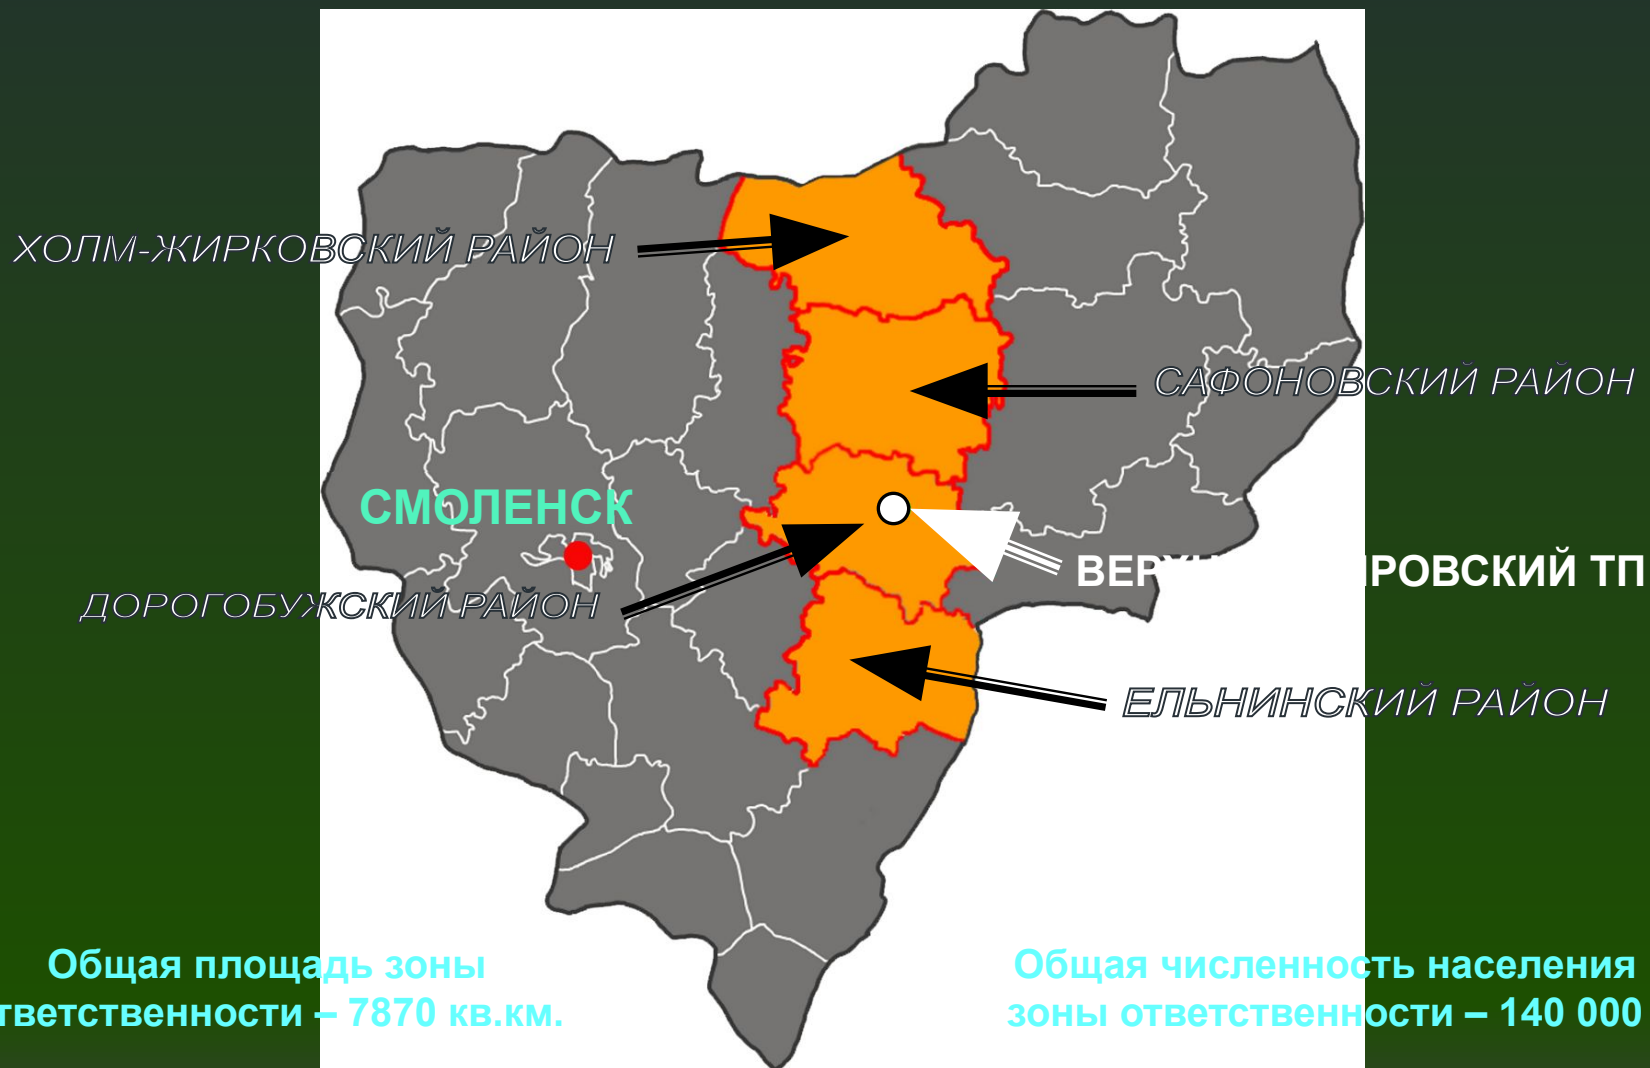 ХОЛМ-ЖИРКОВСКИЙ РАЙОН
САФОНОВСКИЙ РАЙОН
СМОЛЕНСК
ТП
ДОРОГОБУЖСКИЙ РАЙОН
ЕЛЬНИНСКИЙ РАЙОН
Общая площадь зоны
тветственности – 7870 кв.км.
Общая численность населения
зоны ответственности – 140 000